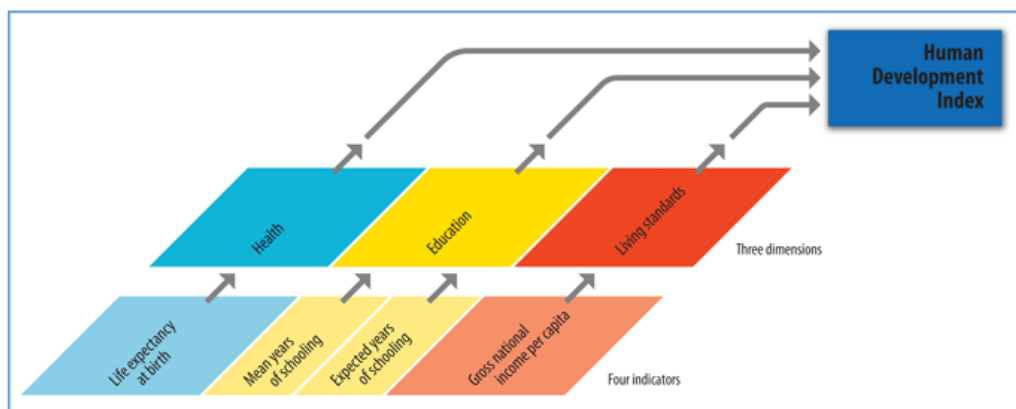 Human
Development
Index
Health
Education
Living standards
Three dimensions
Life expectancy
at birth
Mean years
of schooling
Expected years
of schooling
Gross national
income per capita
Four indicators